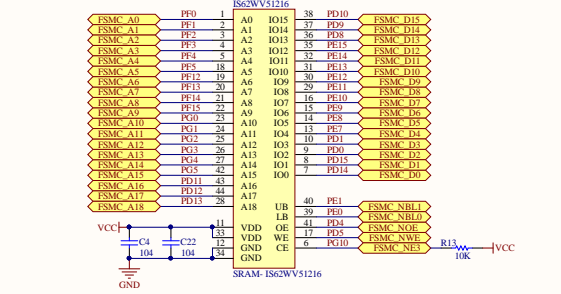 IS62WV51216
FSMC_A0 PF0 1 A0 IO15 38 PD10 FSMC_D15
FSMC_A1 PF1 2 A1 IO14 37 PD9 FSMC_D14
FSMC_A2 PF2 3 A2 IO13 36 PD8 FSMC_D13
FSMC_A3 PF3 4 A3 IO12 35 PE15 FSMC_D12
FSMC_A4 PF4 5 A4 IO11 32 PE14 FSMC_D11
FSMC_A5 PF5 18 A5 IO10 31 PE13 FSMC_D10
FSMC_A6 PF12 19 A6 IO9 30 PE12 FSMC_D9
FSMC_A7 PF13 20 A7 IO8 29 PE11 FSMC_D8
FSMC_A8 PF14 21 A8 IO7 16 PE10 FSMC_D7
FSMC_A9 PF15 22 A9 IO6 15 PE9 FSMC_D6
FSMC_A10 PG0 23 A10 IO5 14 PE8 FSMC_D5
FSMC_A11 PG1 24 A11 IO4 13 PE7 FSMC_D4
FSMC_A12 PG2 25 A12 IO3 10 PD1 FSMC_D3
FSMC_A13 PG3 26 A13 IO2 9 PD0 FSMC_D2
FSMC_A14 PG4 27 A14 IO1 8 PD15 FSMC_D1
FSMC_A15 PG5 42 A15 IO0 7 PD14 FSMC_D0
FSMC_A16 PD11 43 A16
FSMC_A17 PD12 44 A17
FSMC_A18 PD13 28 A18 UB 40 PE1 FSMC_NBL1
LB 39 PE0 FSMC_NBL0
VCC 11 VDD OE 41 PD4 FSMC_NOE
33 VDD WE 17 PD5 FSMC_NWE
C4 C22 12 GND CE 6 PG10 FSMC_NE3 R13 VCC
104 104 34 GND 10K
SRAM- IS62WV51216
GND